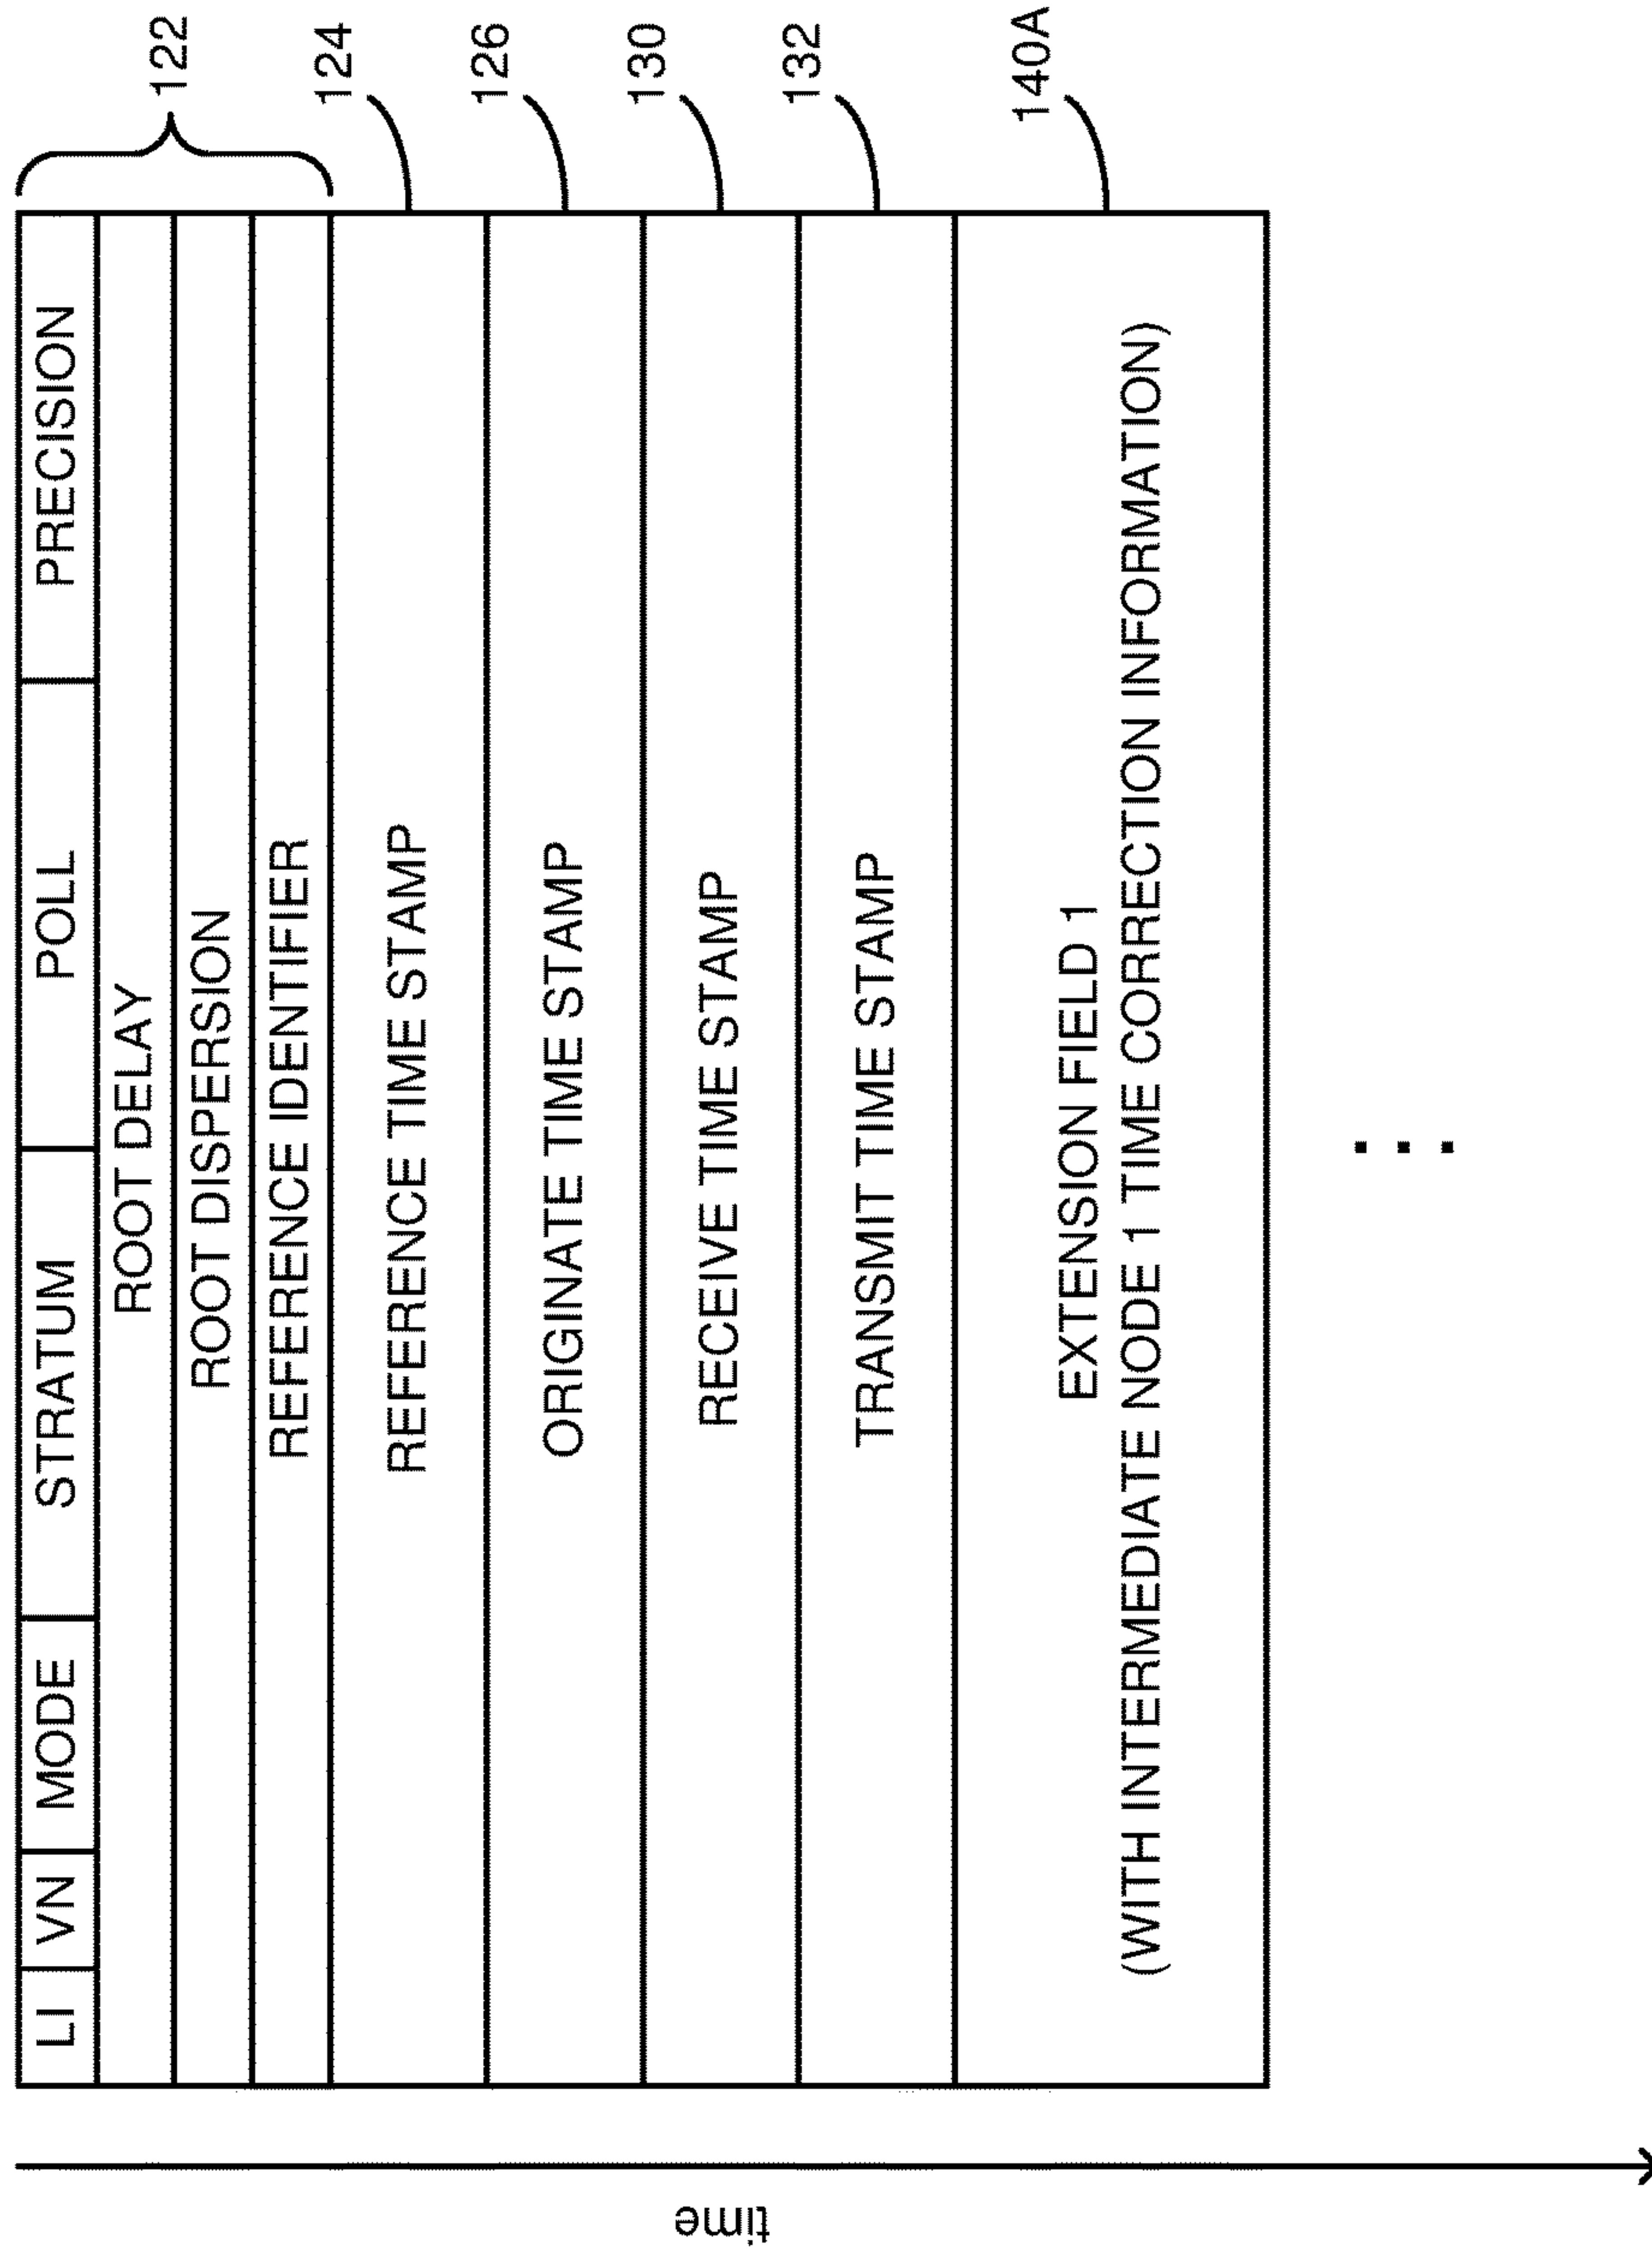 LI VN MODE STRATUM POLL PRECISION
122
ROOT DELAY
ROOT DISPERSION
REFERENCE IDENTIFIER
REFERENCE TIME STAMP
124
ORIGINATE TIME STAMP
126
RECEIVE TIME STAMP
130
TRANSMIT TIME STAMP
132
EXTENSION FIELD 1
(WITH INTERMEDIATE NODE 1 TIME CORRECTION INFORMATION)
140A
time